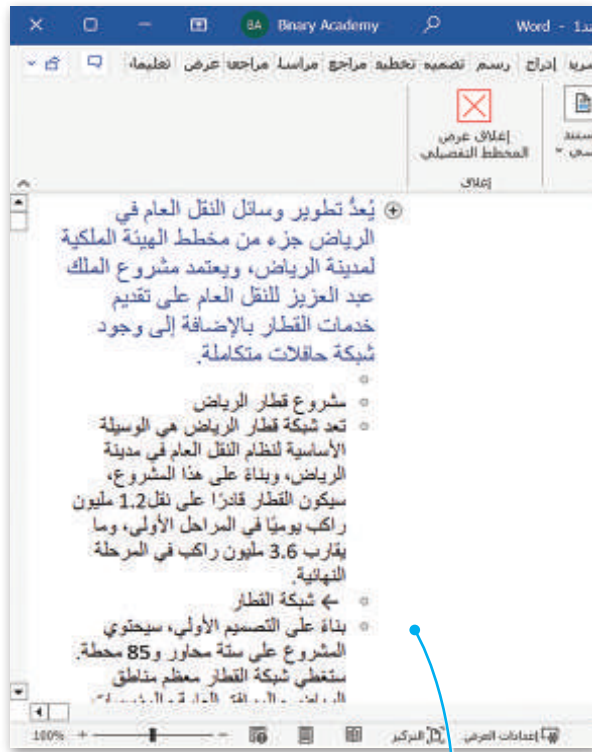 Word - 1
Binary Academy
BA
إدراج رسم تصميم تخطيط مراجع مراسلا مراجعة عرض تعليمات
إغلاق عرض
المخطط التفصيلي
إغلاق
يُعدُّ تطوير وسائل النقل العام في
الرياض جزء من مخطط الهيئة الملكية
لمدينة الرياض، ويعتمد مشروع الملك
عبد العزيز للنقل العام على تقديم
خدمات القطار بالإضافة إلى وجود
شبكة حافلات متكاملة.
مشروع قطار الرياض
تعد شبكة قطار الرياض هي الوسيلة
الأساسية لنظام النقل العام في مدينة
الرياض، وبناءً على هذا المشروع،
سيكون القطار قادرًا على نقل1.2 مليون
راكب يوميًا في المراحل الأولى، وما
يقارب 3.6 مليون راكب في المرحلة
النهائية.
← شبكة القطار
بناءً على التصميم الأولي، سيحتوي
المشروع على ستة محاور و85 محطة.
ستغطي شبكة القطار معظم مناطق
إعدادات العرض التركيز 100%